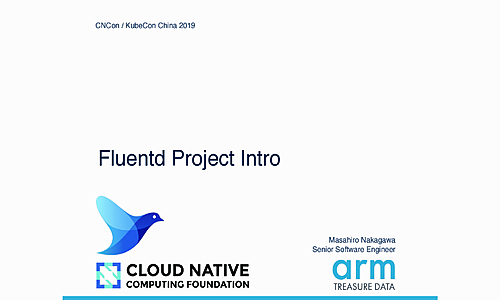 CNCon / KubeCon China 2019
Fluentd Project Intro
Masahiro Nakagawa
Senior Software Engineer
CLOUD NATIVE
COMPUTING FOUNDATION
arm
TREASURE DATA